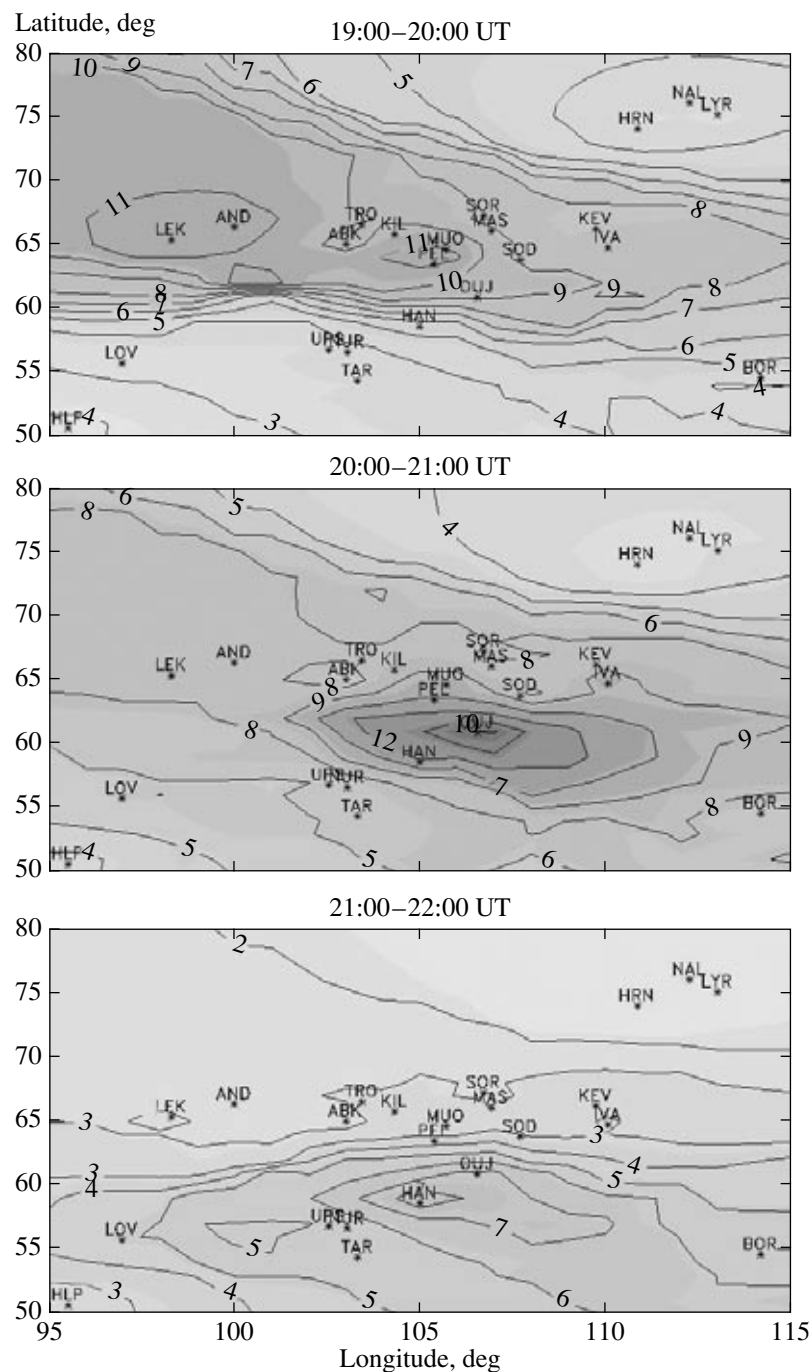 Latitude, deg
19:00–20:00 UT
80
10 9 7 6 5
NAL
LYR
HRN
75
70
11
TRO SOR 8
AND KIL MAS KEV
LEK ABK 11 MUO SOD IVA
65
10 OUJ 9 9 8
8
60
7
6 HAN
5 6
UPS NUR
LOV 5
55
TAR BOR
4
4 3 4 4
HLP
50
20:00–21:00 UT
80
8 6 5 4
NAL
LYR
HRN
75
70
6
SOR
AND TRO MAS 8 KEV
LEK ABK KIL MUO IVA
65
8 PEL SOD
9
8 10 OUJ
60
12 HAN 9
7
UPS NUR
LOV 8
55
TAR BOR
4 5 5 6
HLP
50
21:00–22:00 UT
80
2
NAL
LYR
HRN
75
70
SOR
AND TRO MAS KEV
LEK ABK KIL MUO IVA
65
3 PEL SOD 3
4
3 OUJ 5
60
4 HAN
7
UPS NUR
LOV 5
55
TAR BOR
3 4 5 6
HLP
50
95 100 105 110 115
Longitude, deg